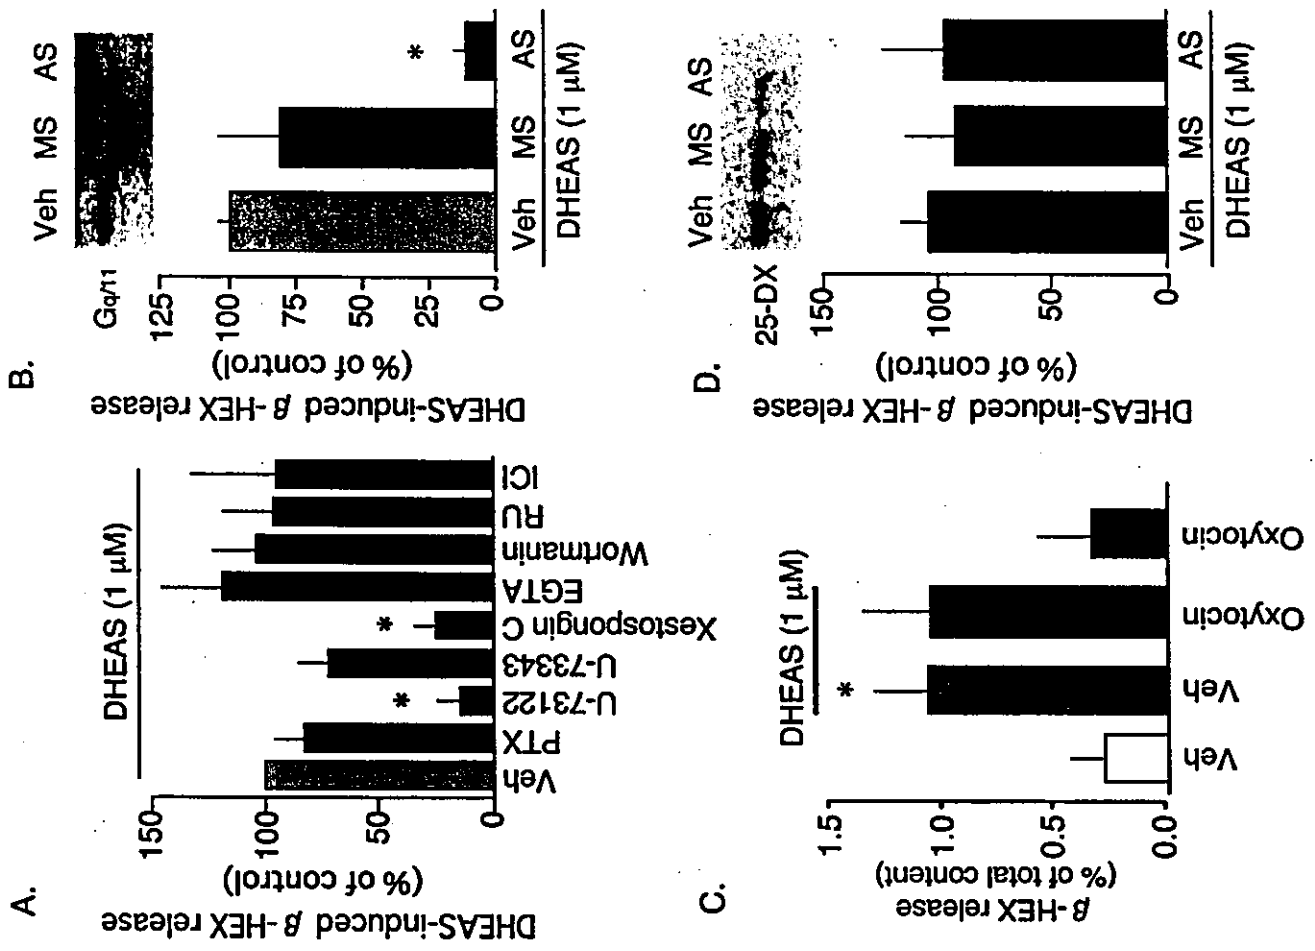 A.
DHEAS-induced β-HEX release
(% of control)
150
100
50
0
DHEAS (1 μM)
*
*
Veh
PTX
U-73122
U-73343
Xestospongin C
EGTA
Wortmanin
RU
ICI
B.
Gq/11
Veh MS AS
DHEAS-induced β-HEX release
(% of control)
125
100
75
50
25
0
*
Veh MS AS
DHEAS (1 μM)
C.
β-HEX release
(% of total content)
1.5
1.0
0.5
0.0
DHEAS (1 μM)
*
Veh
Veh
Oxytocin
Oxytocin
D.
25-DX
Veh MS AS
DHEAS-induced β-HEX release
(% of control)
150
100
50
0
Veh MS AS
DHEAS (1 μM)